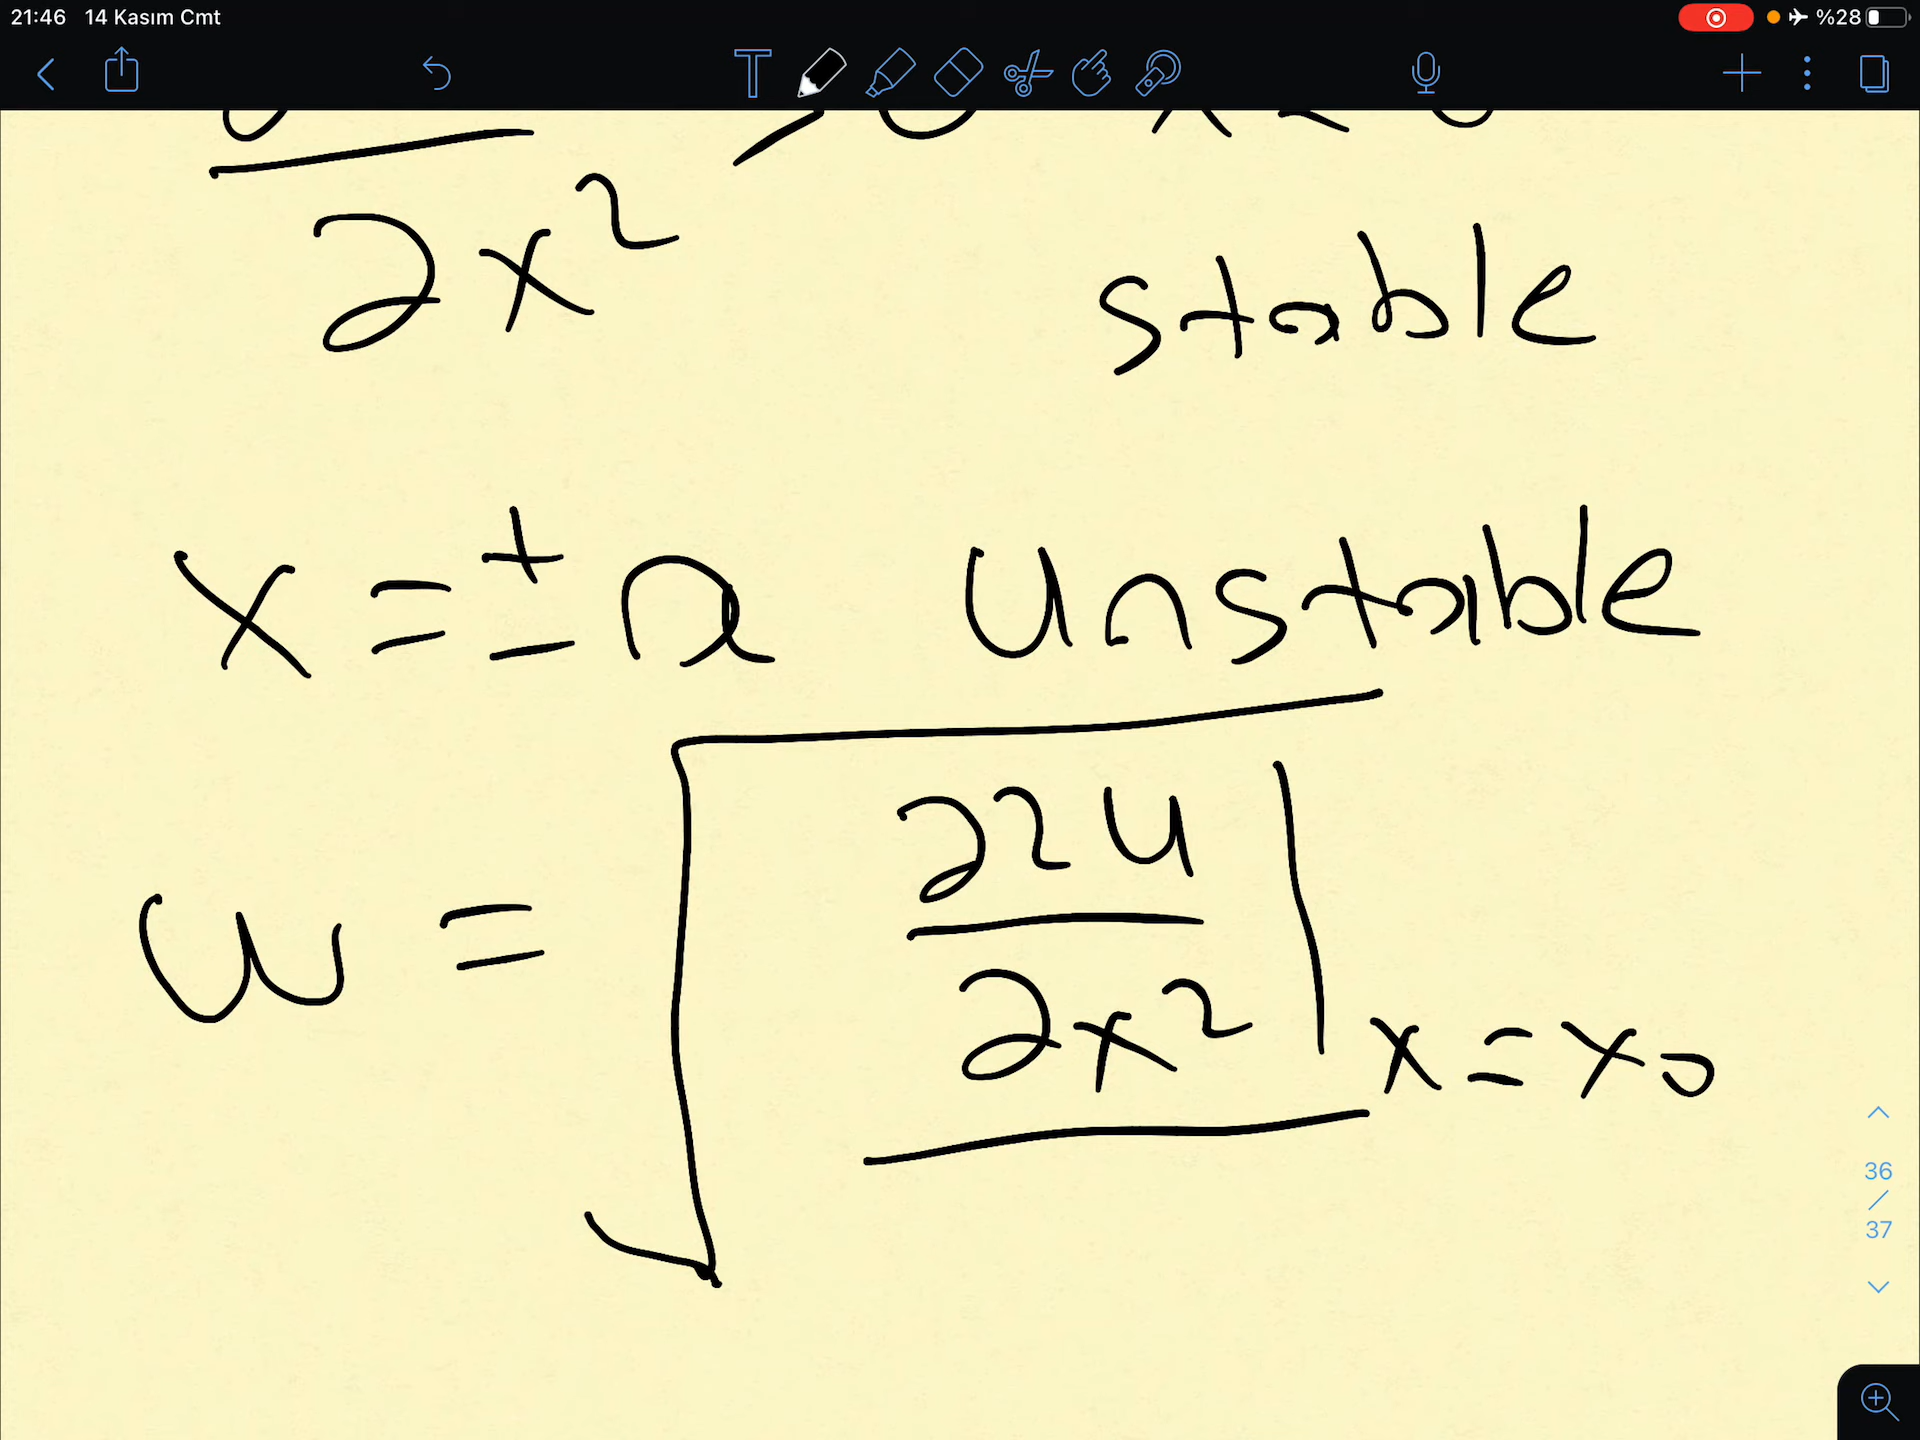 21:46 14 Kasım Cmt %28
∂x²
stable
x = ± a unstable
ω = √
∂²U
∂x² | x = x₀
36
/
37